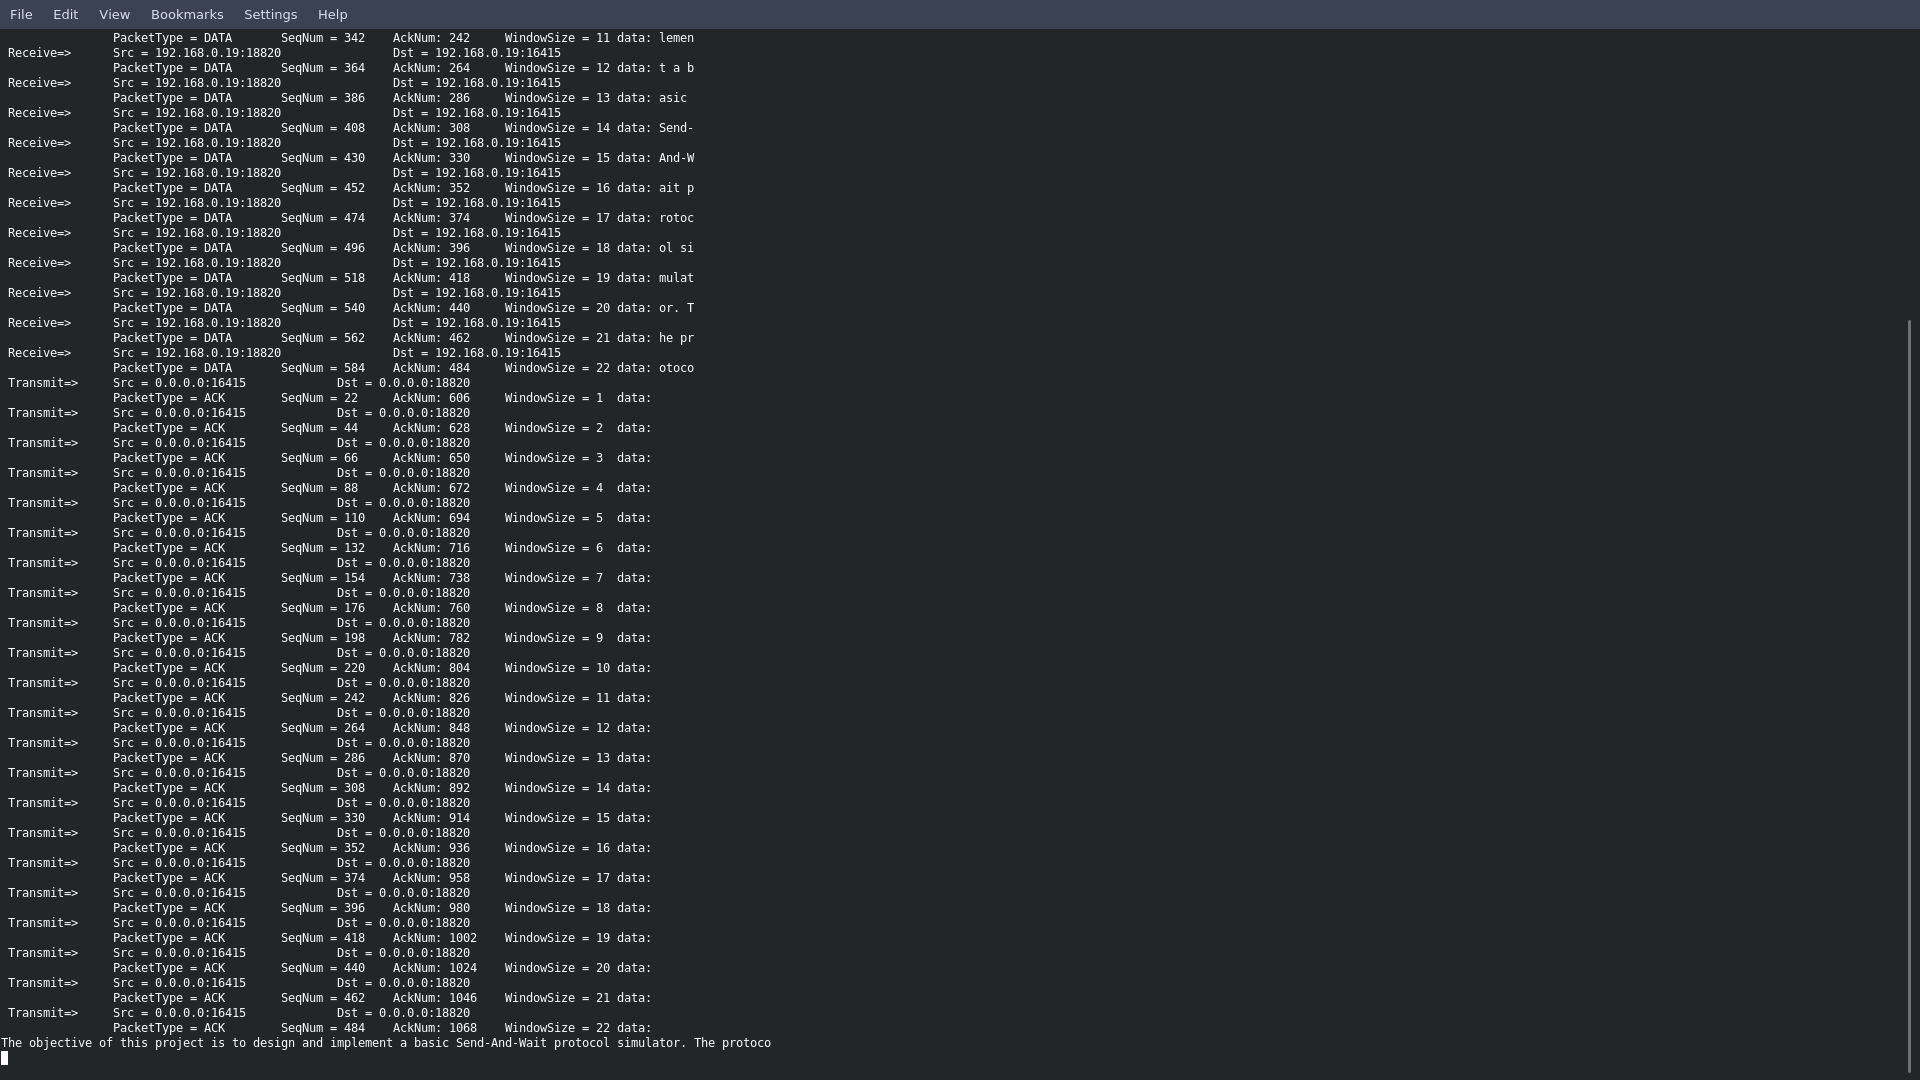 File Edit View Bookmarks Settings Help
PacketType = DATA SeqNum = 342 AckNum: 242 WindowSize = 11 data: lemen
Receive=> Src = 192.168.0.19:18820 Dst = 192.168.0.19:16415
PacketType = DATA SeqNum = 364 AckNum: 264 WindowSize = 12 data: t a b
Receive=> Src = 192.168.0.19:18820 Dst = 192.168.0.19:16415
PacketType = DATA SeqNum = 386 AckNum: 286 WindowSize = 13 data: asic
Receive=> Src = 192.168.0.19:18820 Dst = 192.168.0.19:16415
PacketType = DATA SeqNum = 408 AckNum: 308 WindowSize = 14 data: Send-
Receive=> Src = 192.168.0.19:18820 Dst = 192.168.0.19:16415
PacketType = DATA SeqNum = 430 AckNum: 330 WindowSize = 15 data: And-W
Receive=> Src = 192.168.0.19:18820 Dst = 192.168.0.19:16415
PacketType = DATA SeqNum = 452 AckNum: 352 WindowSize = 16 data: ait p
Receive=> Src = 192.168.0.19:18820 Dst = 192.168.0.19:16415
PacketType = DATA SeqNum = 474 AckNum: 374 WindowSize = 17 data: rotoc
Receive=> Src = 192.168.0.19:18820 Dst = 192.168.0.19:16415
PacketType = DATA SeqNum = 496 AckNum: 396 WindowSize = 18 data: ol si
Receive=> Src = 192.168.0.19:18820 Dst = 192.168.0.19:16415
PacketType = DATA SeqNum = 518 AckNum: 418 WindowSize = 19 data: mulat
Receive=> Src = 192.168.0.19:18820 Dst = 192.168.0.19:16415
PacketType = DATA SeqNum = 540 AckNum: 440 WindowSize = 20 data: or. T
Receive=> Src = 192.168.0.19:18820 Dst = 192.168.0.19:16415
PacketType = DATA SeqNum = 562 AckNum: 462 WindowSize = 21 data: he pr
Receive=> Src = 192.168.0.19:18820 Dst = 192.168.0.19:16415
PacketType = DATA SeqNum = 584 AckNum: 484 WindowSize = 22 data: otoco
Transmit=> Src = 0.0.0.0:16415 Dst = 0.0.0.0:18820
PacketType = ACK SeqNum = 22 AckNum: 606 WindowSize = 1 data:
Transmit=> Src = 0.0.0.0:16415 Dst = 0.0.0.0:18820
PacketType = ACK SeqNum = 44 AckNum: 628 WindowSize = 2 data:
Transmit=> Src = 0.0.0.0:16415 Dst = 0.0.0.0:18820
PacketType = ACK SeqNum = 66 AckNum: 650 WindowSize = 3 data:
Transmit=> Src = 0.0.0.0:16415 Dst = 0.0.0.0:18820
PacketType = ACK SeqNum = 88 AckNum: 672 WindowSize = 4 data:
Transmit=> Src = 0.0.0.0:16415 Dst = 0.0.0.0:18820
PacketType = ACK SeqNum = 110 AckNum: 694 WindowSize = 5 data:
Transmit=> Src = 0.0.0.0:16415 Dst = 0.0.0.0:18820
PacketType = ACK SeqNum = 132 AckNum: 716 WindowSize = 6 data:
Transmit=> Src = 0.0.0.0:16415 Dst = 0.0.0.0:18820
PacketType = ACK SeqNum = 154 AckNum: 738 WindowSize = 7 data:
Transmit=> Src = 0.0.0.0:16415 Dst = 0.0.0.0:18820
PacketType = ACK SeqNum = 176 AckNum: 760 WindowSize = 8 data:
Transmit=> Src = 0.0.0.0:16415 Dst = 0.0.0.0:18820
PacketType = ACK SeqNum = 198 AckNum: 782 WindowSize = 9 data:
Transmit=> Src = 0.0.0.0:16415 Dst = 0.0.0.0:18820
PacketType = ACK SeqNum = 220 AckNum: 804 WindowSize = 10 data:
Transmit=> Src = 0.0.0.0:16415 Dst = 0.0.0.0:18820
PacketType = ACK SeqNum = 242 AckNum: 826 WindowSize = 11 data:
Transmit=> Src = 0.0.0.0:16415 Dst = 0.0.0.0:18820
PacketType = ACK SeqNum = 264 AckNum: 848 WindowSize = 12 data:
Transmit=> Src = 0.0.0.0:16415 Dst = 0.0.0.0:18820
PacketType = ACK SeqNum = 286 AckNum: 870 WindowSize = 13 data:
Transmit=> Src = 0.0.0.0:16415 Dst = 0.0.0.0:18820
PacketType = ACK SeqNum = 308 AckNum: 892 WindowSize = 14 data:
Transmit=> Src = 0.0.0.0:16415 Dst = 0.0.0.0:18820
PacketType = ACK SeqNum = 330 AckNum: 914 WindowSize = 15 data:
Transmit=> Src = 0.0.0.0:16415 Dst = 0.0.0.0:18820
PacketType = ACK SeqNum = 352 AckNum: 936 WindowSize = 16 data:
Transmit=> Src = 0.0.0.0:16415 Dst = 0.0.0.0:18820
PacketType = ACK SeqNum = 374 AckNum: 958 WindowSize = 17 data:
Transmit=> Src = 0.0.0.0:16415 Dst = 0.0.0.0:18820
PacketType = ACK SeqNum = 396 AckNum: 980 WindowSize = 18 data:
Transmit=> Src = 0.0.0.0:16415 Dst = 0.0.0.0:18820
PacketType = ACK SeqNum = 418 AckNum: 1002 WindowSize = 19 data:
Transmit=> Src = 0.0.0.0:16415 Dst = 0.0.0.0:18820
PacketType = ACK SeqNum = 440 AckNum: 1024 WindowSize = 20 data:
Transmit=> Src = 0.0.0.0:16415 Dst = 0.0.0.0:18820
PacketType = ACK SeqNum = 462 AckNum: 1046 WindowSize = 21 data:
Transmit=> Src = 0.0.0.0:16415 Dst = 0.0.0.0:18820
PacketType = ACK SeqNum = 484 AckNum: 1068 WindowSize = 22 data:
The objective of this project is to design and implement a basic Send-And-Wait protocol simulator. The protoco